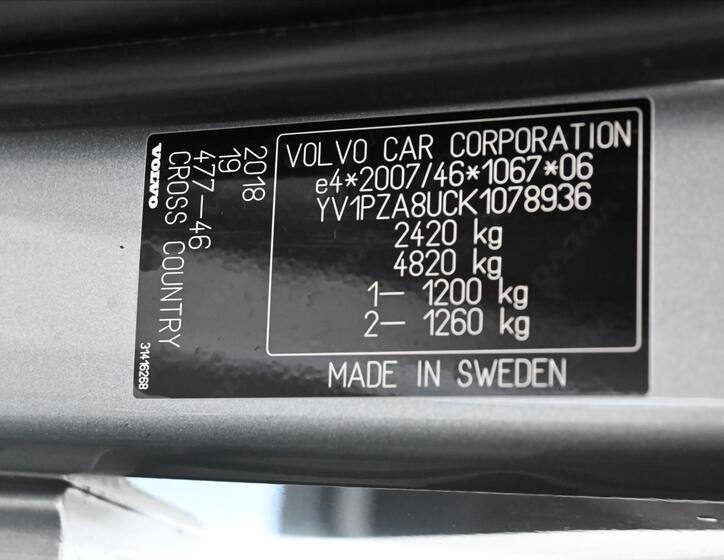 VOLVO CAR CORPORATION
e4*2007/46*1067*06
YV1PZA8UCK1078936
2420 kg
4820 kg
1— 1200 kg
2— 1260 kg
MADE IN SWEDEN
2018
19
477—46
CROSS COUNTRY
VOLVO
31416268